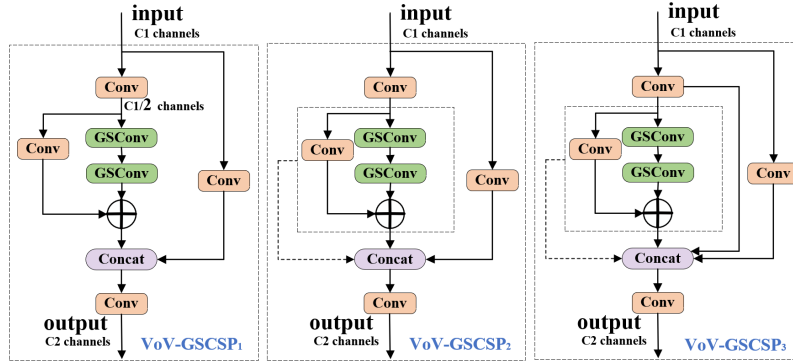 input
C1 channels
Conv
C1/2 channels
GSConv
Conv
GSConv
Conv
Concat
Conv
output
C2 channels
VoV-GSCSP1
input
C1 channels
Conv
GSConv
Conv
GSConv
Conv
Concat
Conv
output
C2 channels
VoV-GSCSP2
input
C1 channels
Conv
GSConv
Conv
GSConv
Conv
Concat
Conv
output
C2 channels
VoV-GSCSP3